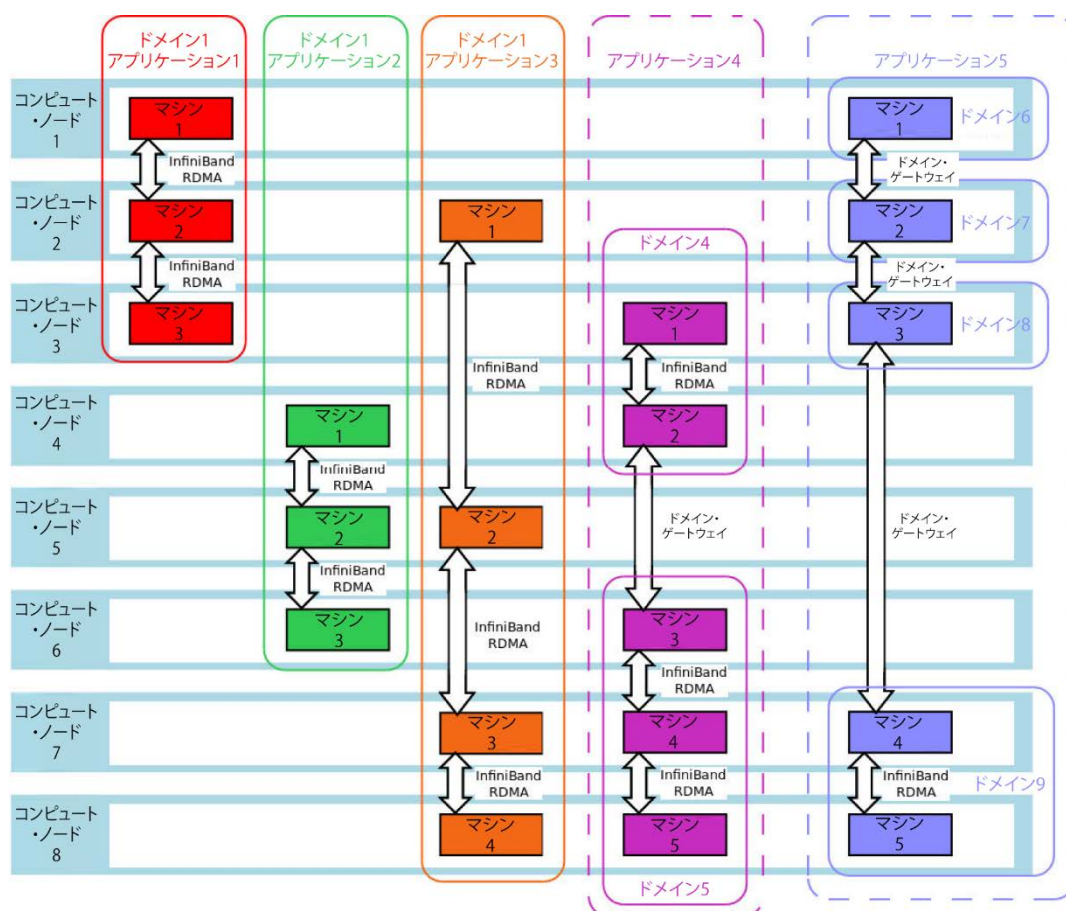 ドメイン1
アプリケーション1
ドメイン1
アプリケーション2
ドメイン1
アプリケーション3
アプリケーション4
アプリケーション5
コンピュート
・ノード
1
マシン
1
マシン
1
ドメイン6
InfiniBand
RDMA
ドメイン・
ゲートウェイ
コンピュート
・ノード
2
マシン
2
マシン
1
マシン
2
ドメイン7
ドメイン4
InfiniBand
RDMA
ドメイン・
ゲートウェイ
コンピュート
・ノード
3
マシン
3
マシン
1
マシン
3
ドメイン8
InfiniBand
RDMA
InfiniBand
RDMA
コンピュート
・ノード
4
マシン
1
マシン
2
InfiniBand
RDMA
コンピュート
・ノード
5
マシン
2
マシン
2
ドメイン・
ゲートウェイ
ドメイン・
ゲートウェイ
InfiniBand
RDMA
コンピュート
・ノード
6
マシン
3
InfiniBand
RDMA
マシン
3
InfiniBand
RDMA
コンピュート
・ノード
7
マシン
3
マシン
4
マシン
4
InfiniBand
RDMA
InfiniBand
RDMA
InfiniBand
RDMA
ドメイン9
コンピュート
・ノード
8
マシン
4
マシン
5
マシン
5
ドメイン5